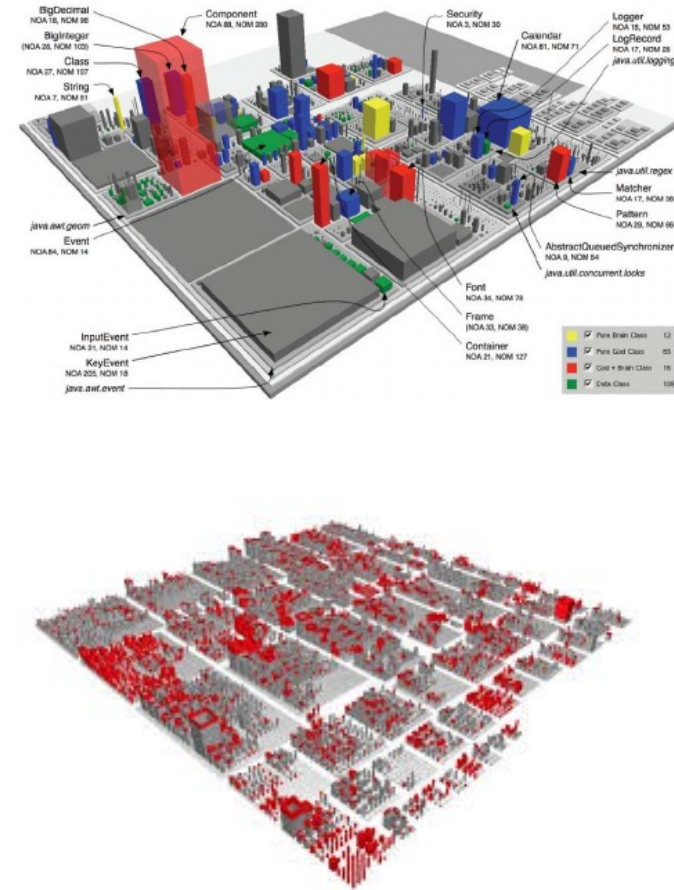 BigDecimal
NOA 18, NOM 96
BigInteger
(NOA 28, NOM 103)
Class
NOA 27, NOM 107
String
NOA 7, NOM 81
Component
NOA 88, NOM 280
Security
NOA 3, NOM 30
Calendar
NOA 81, NOM 71
Logger
NOA 18, NOM 53
LogRecord
NOA 17, NOM 28
java.util.logging
java.util.regex
Matcher
NOA 17, NOM 38
Pattern
NOA 29, NOM 66
AbstractQueuedSynchronizer
NOA 9, NOM 54
java.util.concurrent.locks
java.awt.geom
Event
NOA 84, NOM 14
Font
NOA 34, NOM 78
Frame
(NOA 33, NOM 38)
Container
NOA 21, NOM 127
InputEvent
NOA 21, NOM 14
KeyEvent
NOA 205, NOM 18
java.awt.event
Pure Brain Class 12
Pure God Class 63
God + Brain Class 16
Data Class